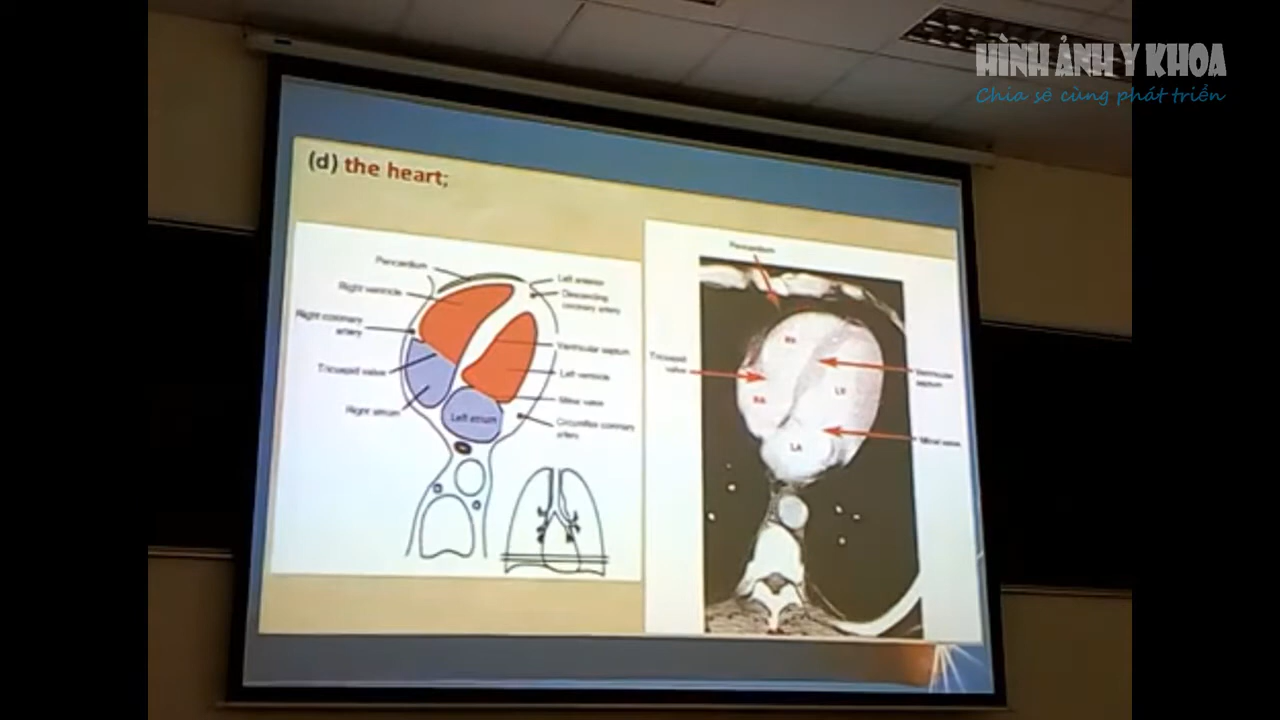 HÌNH ẢNH Y KHOA
Chia sẽ cùng phát triển
(d) the heart;
Pericardium
Right ventricle
Right coronary
artery
Tricuspid valve
Right atrium
Left atrium
Left anterior
Descending
coronary artery
Ventricular septum
Left ventricle
Mitral valve
Circumflex coronary
artery
Pericardium
Tricuspid
valve
RA
LV
LA
Ventricular
septum
Mitral valve